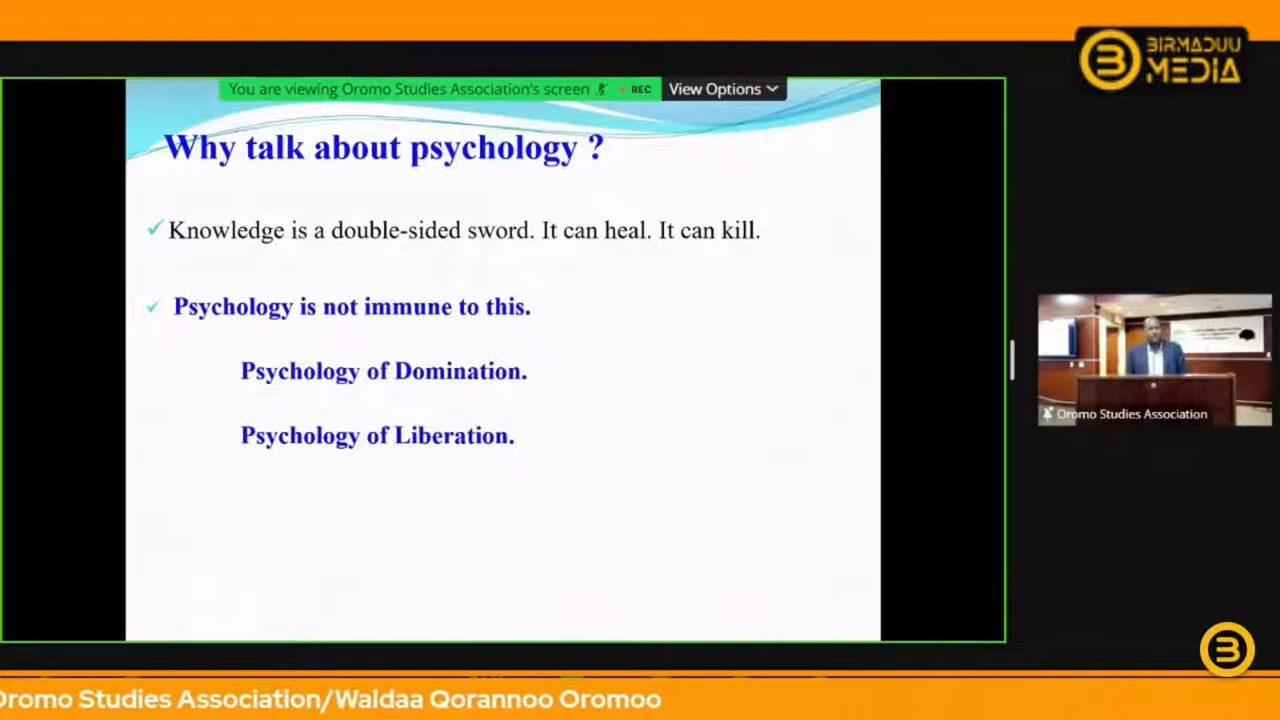 BIRMADUU
MEDIA
You are viewing Oromo Studies Association's screen
REC
View Options
Why talk about psychology ?
Knowledge is a double-sided sword. It can heal. It can kill.
Psychology is not immune to this.
Psychology of Domination.
Psychology of Liberation.
Oromo Studies Association
Oromo Studies Association/Waldaa Qorannoo Oromoo